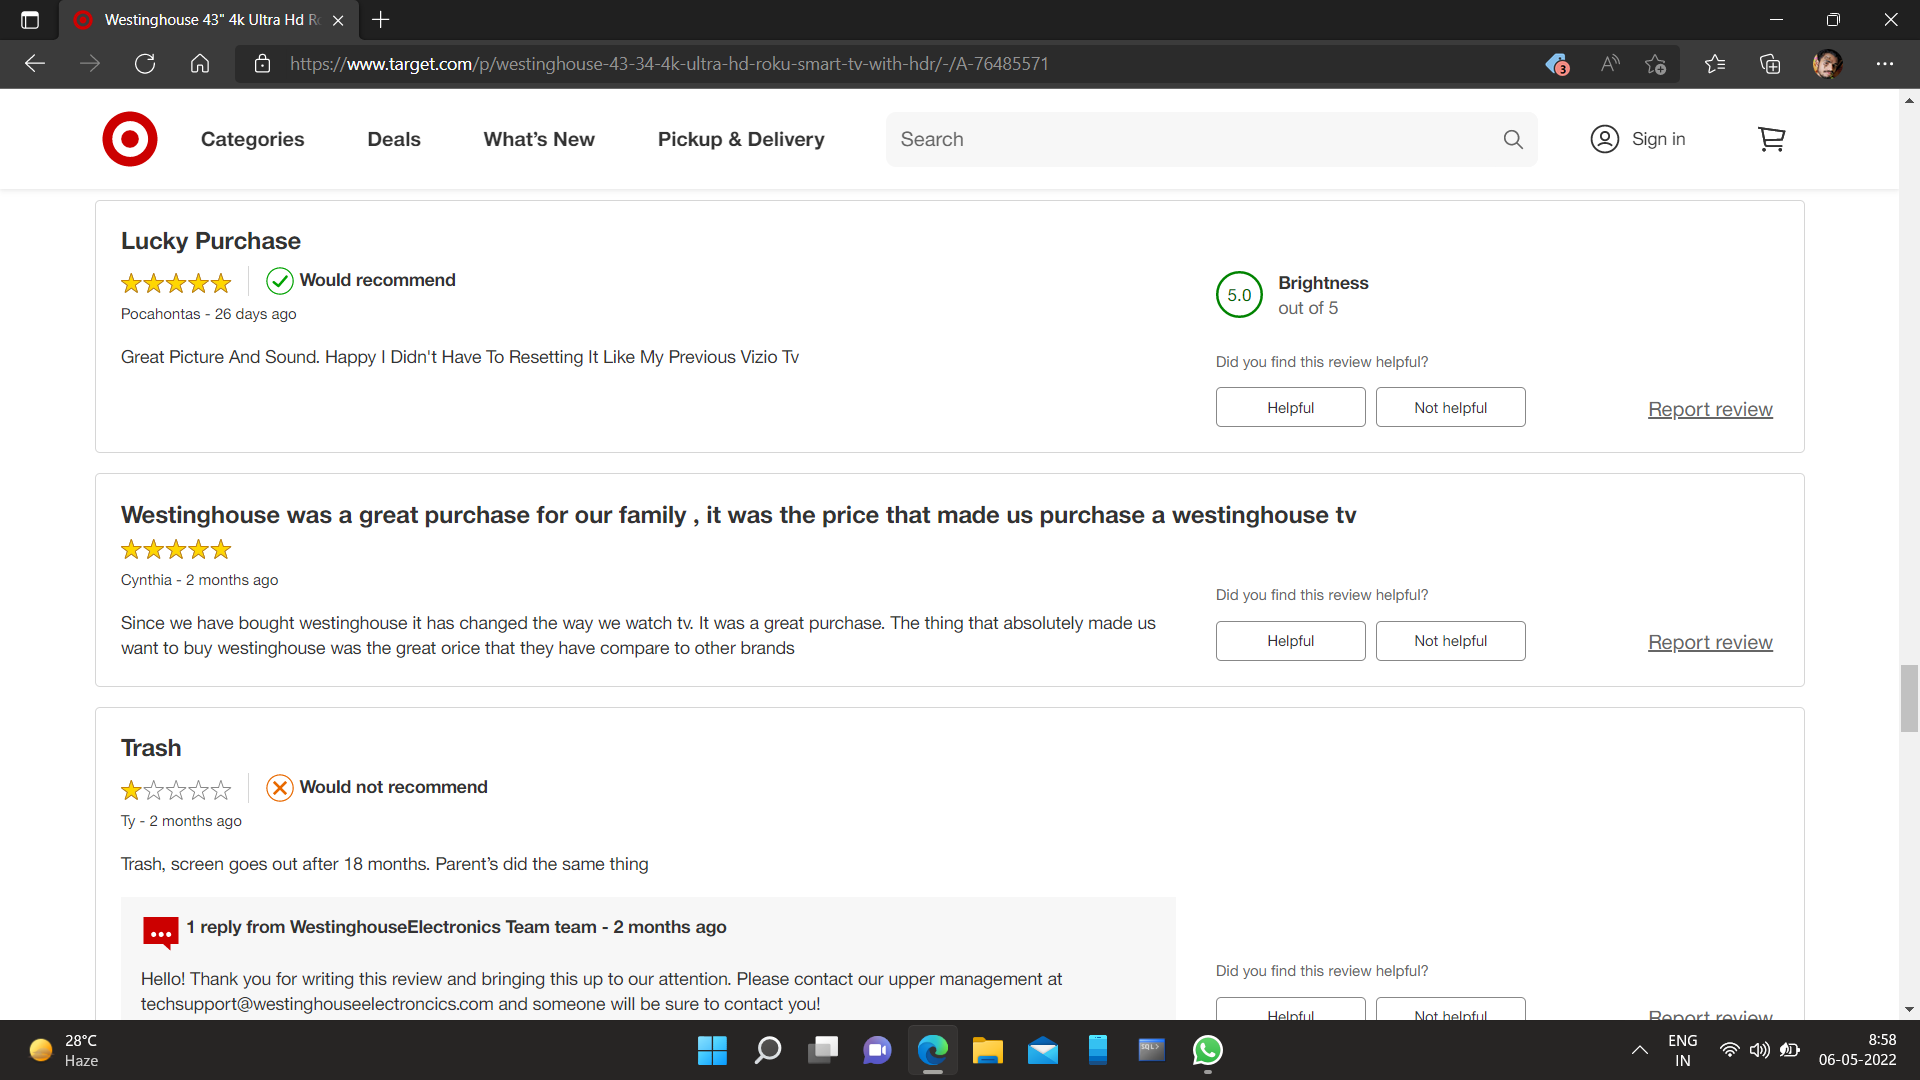 Westinghouse 43" 4k Ultra Hd Ro
https://www.target.com/p/westinghouse-43-34-4k-ultra-hd-roku-smart-tv-with-hdr/-/A-76485571
3
Categories
Deals
What's New
Pickup & Delivery
Search
Sign in
Lucky Purchase
Would recommend
Pocahontas - 26 days ago
Great Picture And Sound. Happy I Didn't Have To Resetting It Like My Previous Vizio Tv
5.0
Brightness
out of 5
Did you find this review helpful?
Helpful
Not helpful
Report review
Westinghouse was a great purchase for our family , it was the price that made us purchase a westinghouse tv
Cynthia - 2 months ago
Since we have bought westinghouse it has changed the way we watch tv. It was a great purchase. The thing that absolutely made us
want to buy westinghouse was the great orice that they have compare to other brands
Did you find this review helpful?
Helpful
Not helpful
Report review
Trash
Would not recommend
Ty - 2 months ago
Trash, screen goes out after 18 months. Parent's did the same thing
1 reply from WestinghouseElectronics Team team - 2 months ago
Hello! Thank you for writing this review and bringing this up to our attention. Please contact our upper management at
techsupport@westinghouseelectroncics.com and someone will be sure to contact you!
Did you find this review helpful?
Helpful
Not helpful
Report review
28°C
Haze
SQL>
ENG
IN
8:58
06-05-2022